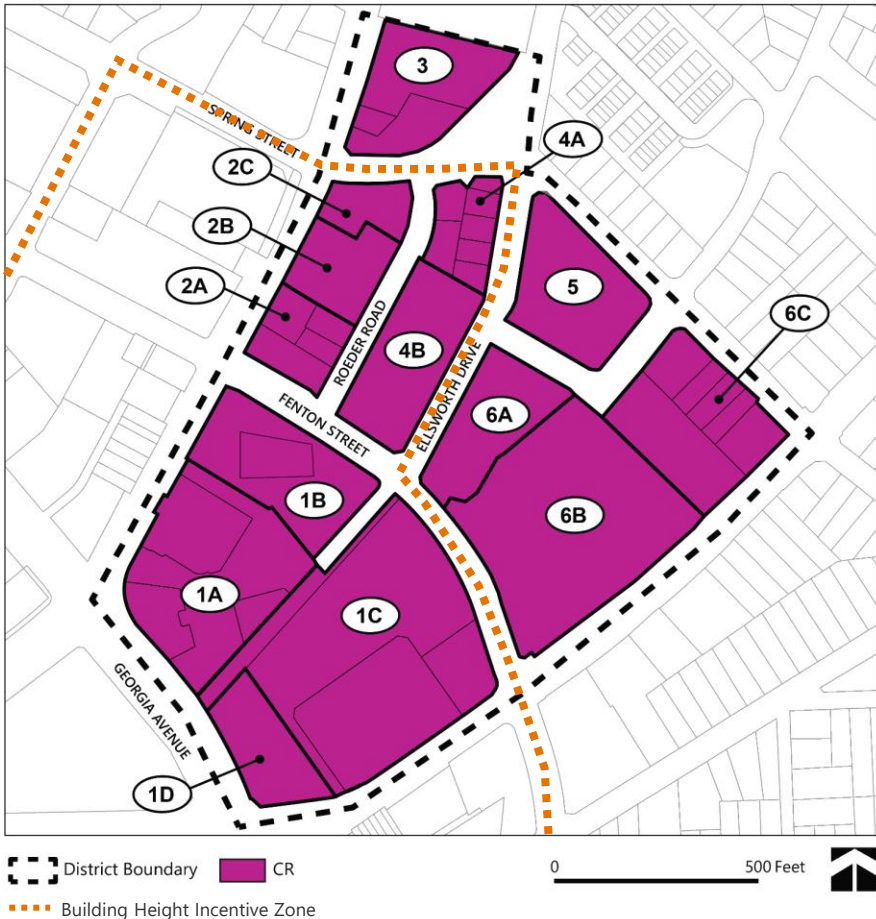 3
SPRING STREET
4A
2C
2B
2A
5
6C
ROEDER ROAD
4B
ELLSWORTH DRIVE
FENTON STREET
6A
1B
6B
1A
1C
GEORGIA AVENUE
1D
District Boundary
CR
0
500 Feet
Building Height Incentive Zone